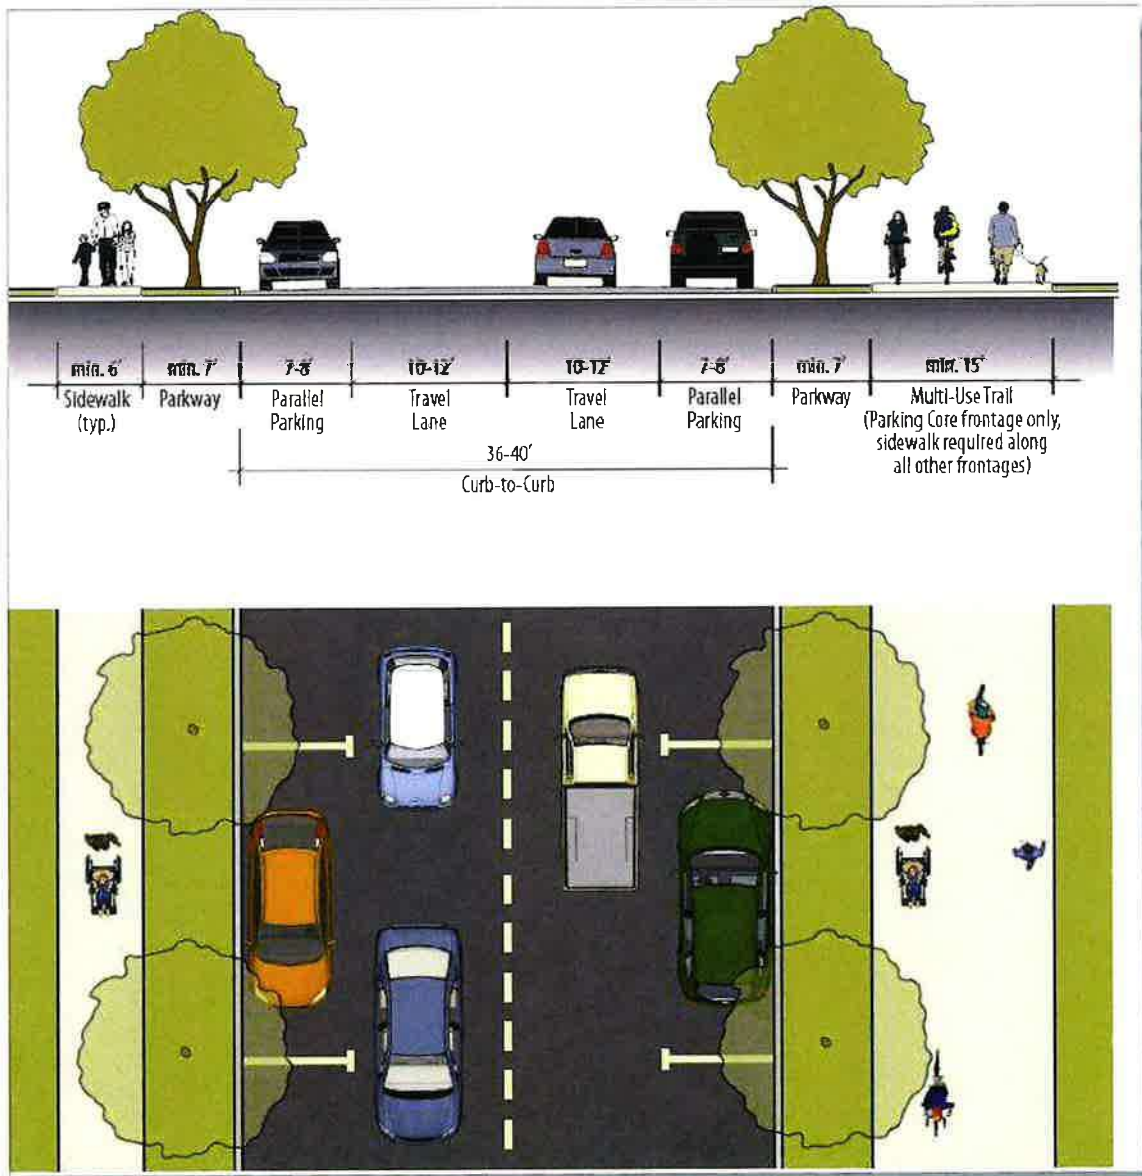 min. 6′
min. 7′
7-8′
10-12′
10-12′
7-8′
min. 7′
min. 15′
Sidewalk
(typ.)
Parkway
Parallel
Parking
Travel
Lane
Travel
Lane
Parallel
Parking
Parkway
Multi-Use Trail
(Parking Core frontage only,
sidewalk required along
all other frontages)
36-40′
Curb-to-Curb